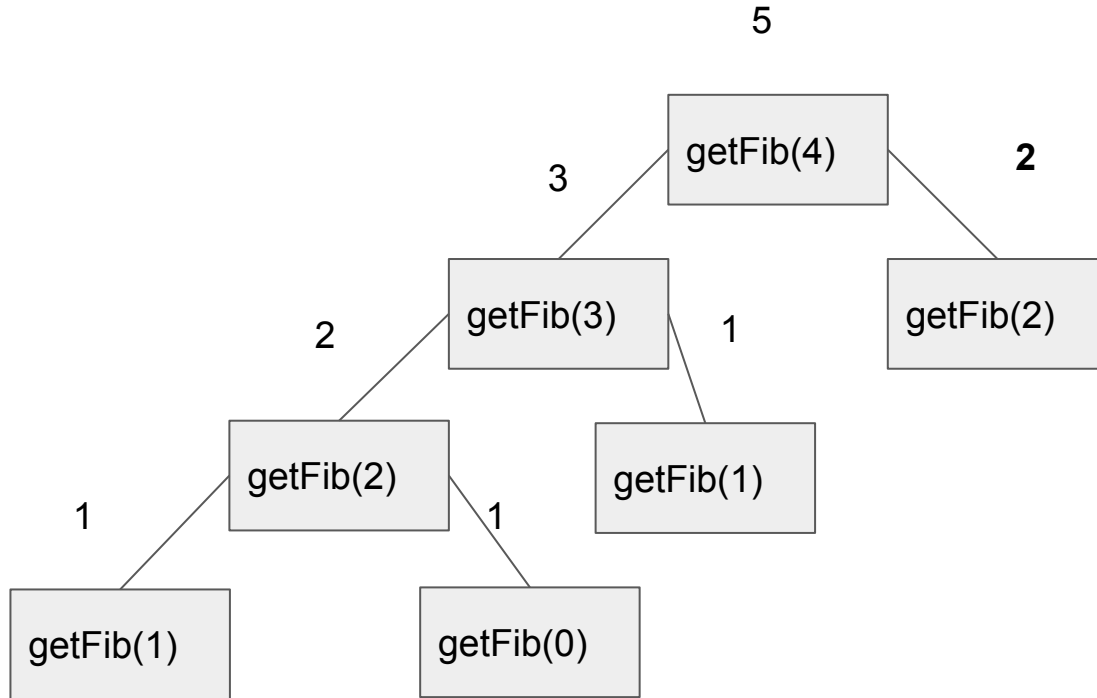 5
getFib(4)
3
2
getFib(3)
getFib(2)
2
1
getFib(2)
getFib(1)
1
1
getFib(1)
getFib(0)